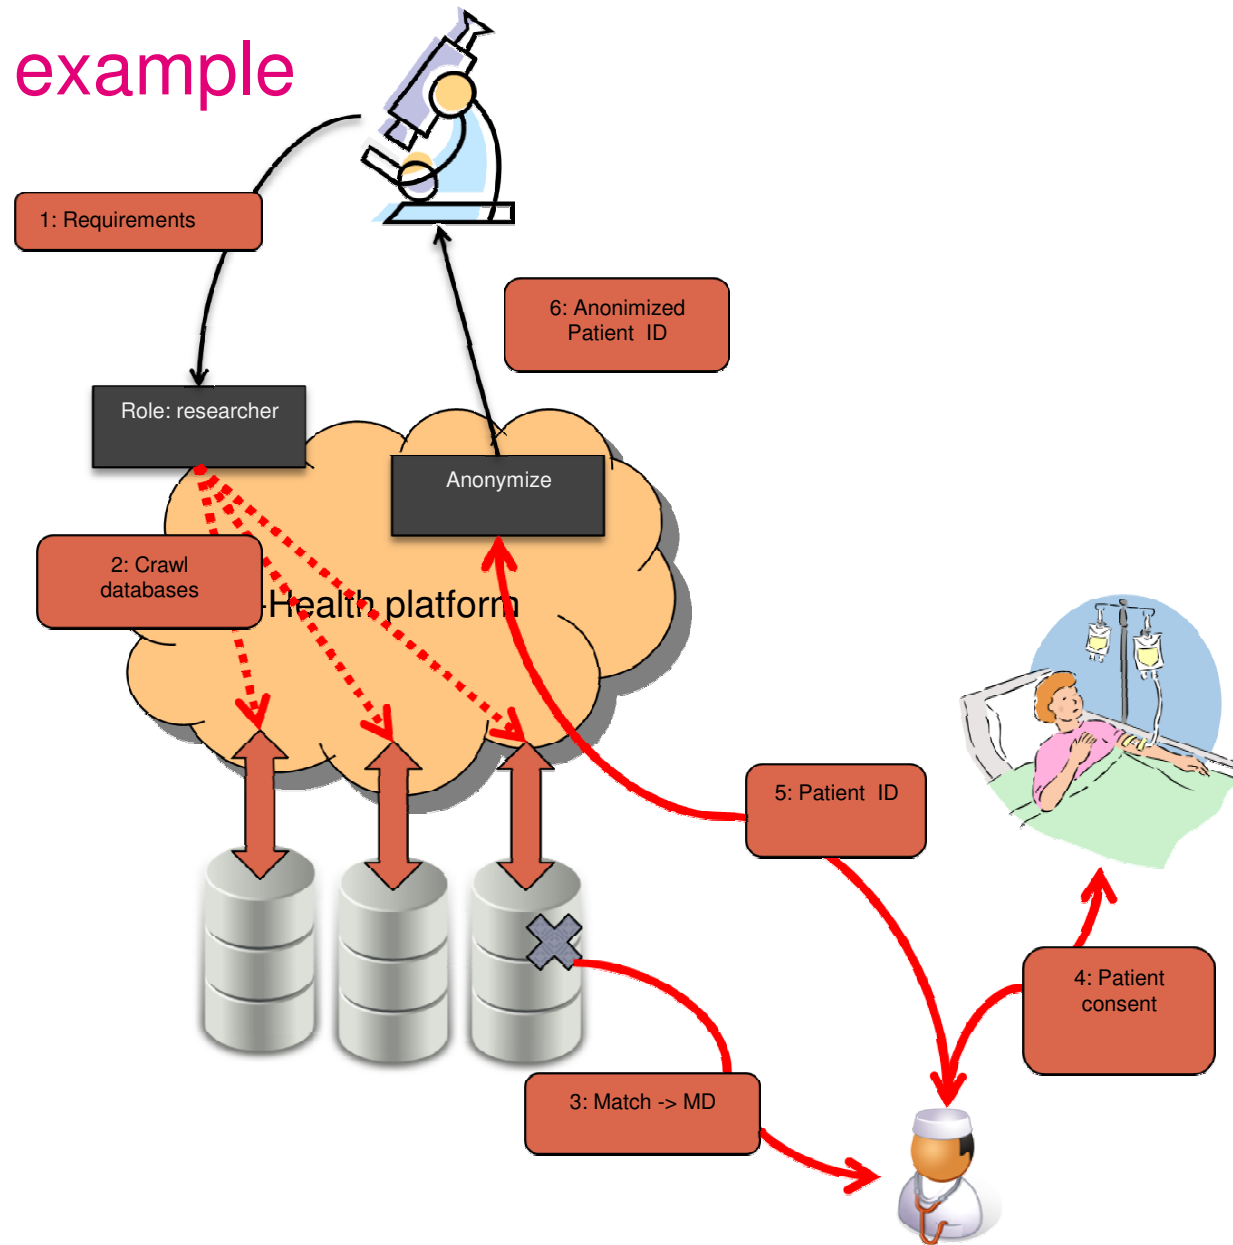 example
1: Requirements
6: Anonimized
Patient ID
Role: researcher
Anonymize
2: Crawl
databases
-Health platform
5: Patient ID
4: Patient
consent
3: Match -> MD